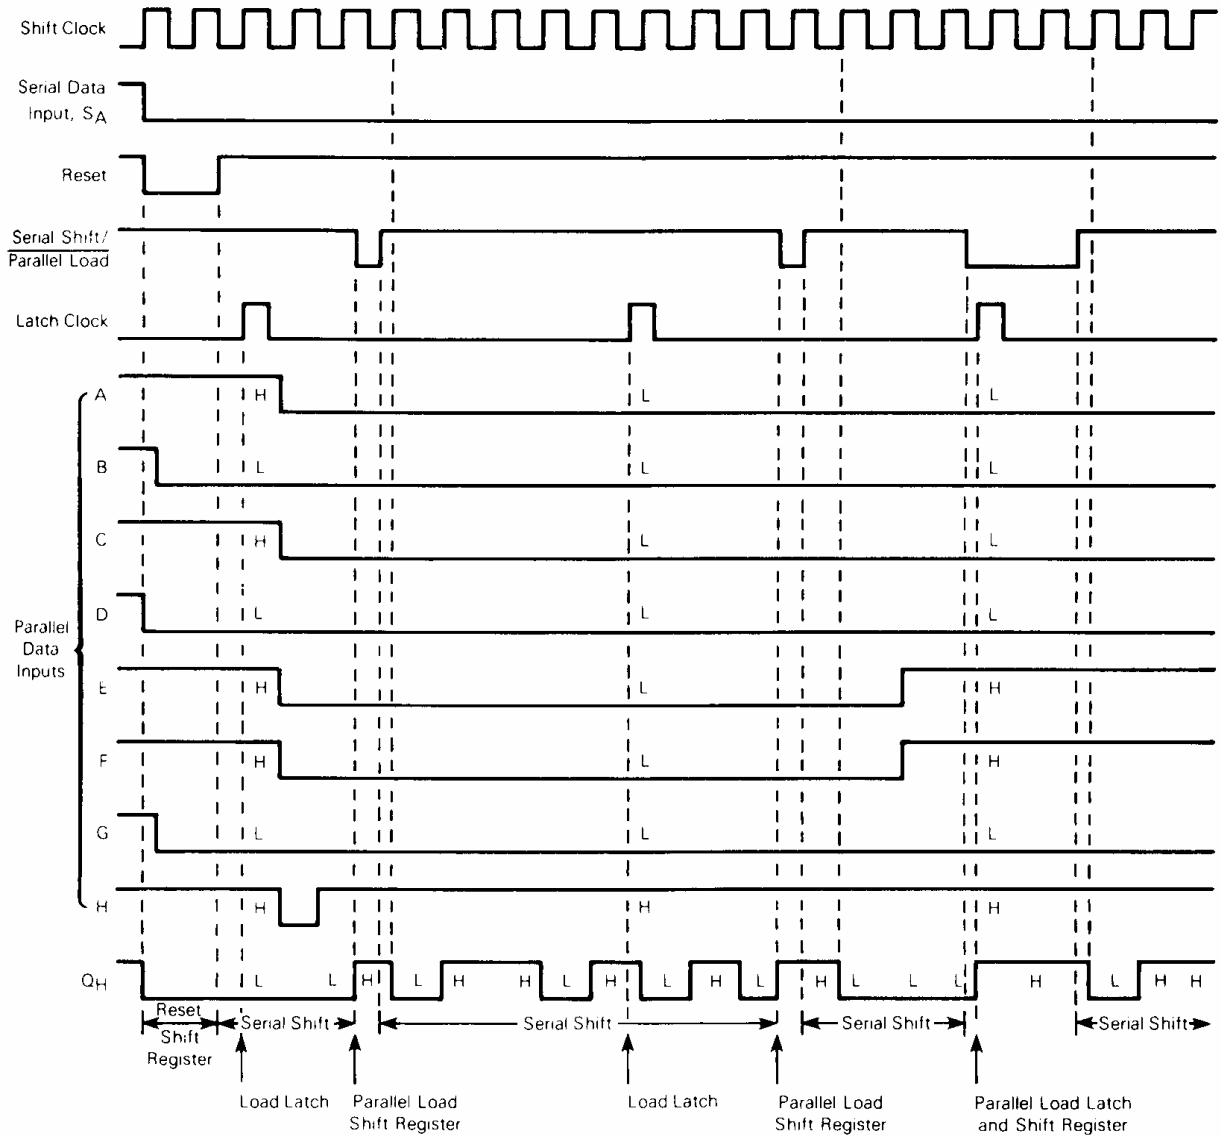 Shift Clock
Serial Data
Input, SA
Reset
Serial Shift/
Parallel Load
Latch Clock
A H L L
B L L L
C H L L
D L L L
Parallel
Data
Inputs
E H L H
F H L H
G L L L
H H H H
QH L L H L H H L H L H L H L L L H L H H
Reset
Shift
Register
Serial Shift
Serial Shift
Serial Shift
Serial Shift
Load Latch
Parallel Load
Shift Register
Load Latch
Parallel Load
Shift Register
Parallel Load Latch
and Shift Register